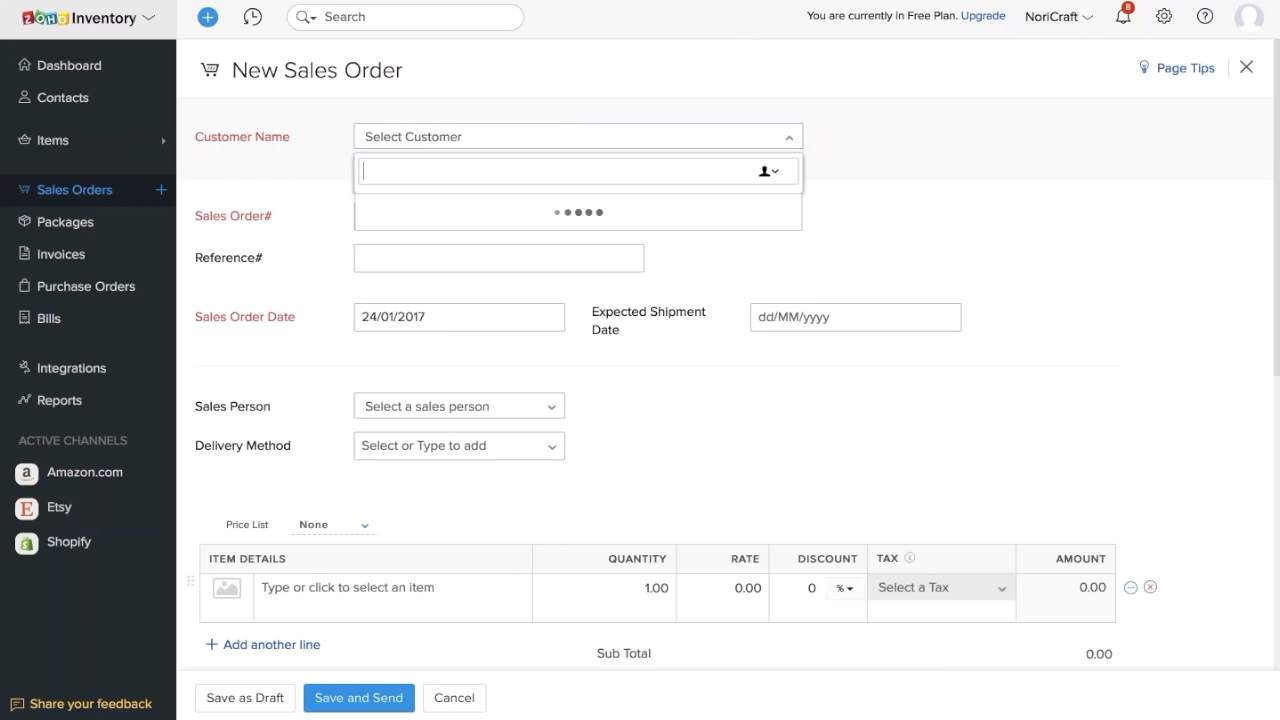 ZOHO Inventory
Search
You are currently in Free Plan. Upgrade
NoriCraft
8
Dashboard
Contacts
Items
Sales Orders
Packages
Invoices
Purchase Orders
Bills
Integrations
Reports
ACTIVE CHANNELS
a Amazon.com
E Etsy
Shopify
Share your feedback
New Sales Order
Page Tips
Customer Name
Select Customer
Sales Order#
Reference#
Sales Order Date
24/01/2017
Expected Shipment
Date
dd/MM/yyyy
Sales Person
Select a sales person
Delivery Method
Select or Type to add
Price List
None
ITEM DETAILS QUANTITY RATE DISCOUNT TAX AMOUNT
Type or click to select an item 1.00 0.00 0 % Select a Tax 0.00
+ Add another line
Sub Total 0.00
Save as Draft Save and Send Cancel